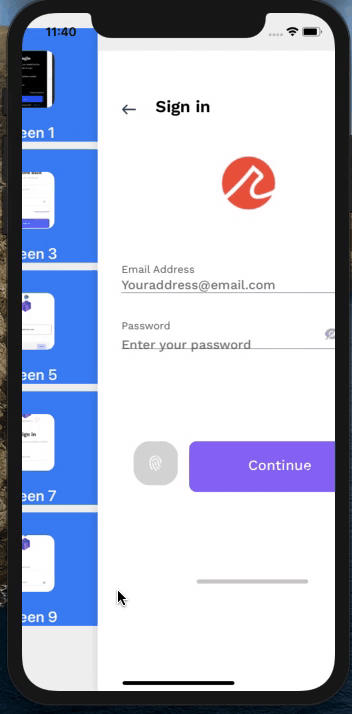 11:40
een 1
een 3
een 5
een 7
een 9
Sign in
Email Address
Youraddress@email.com
Password
Enter your password
Continue